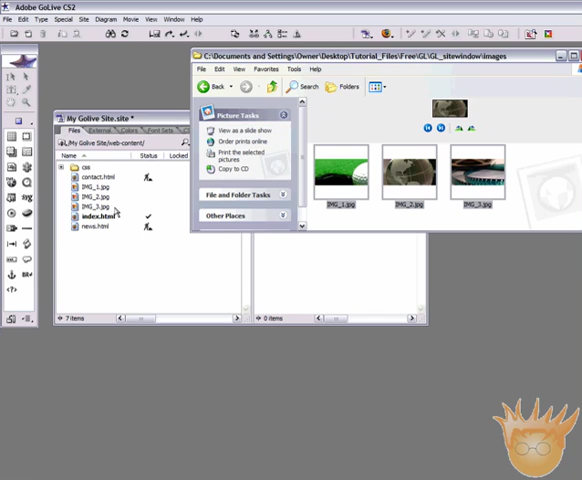 Adobe GoLive CS2
File Edit Type Special Site Diagram Movie View Window Help
C:\Documents and Settings\Owner\Desktop\Tutorial_Files\Free\GL\GL_sitewindow\images
File Edit View Favorites Tools Help
Back Search Folders
Picture Tasks
View as a slide show
Order prints online
Print the selected
pictures
Copy to CD
File and Folder Tasks
Other Places
IMG_1.jpg IMG_2.jpg IMG_3.jpg
My Golive Site.site *
Files External Colors Font Sets
/My Golive Site/web-content/
Name Status Locked
css
contact.html
IMG_1.jpg
IMG_2.jpg
IMG_3.jpg
index.html
news.html
7 items
0 items